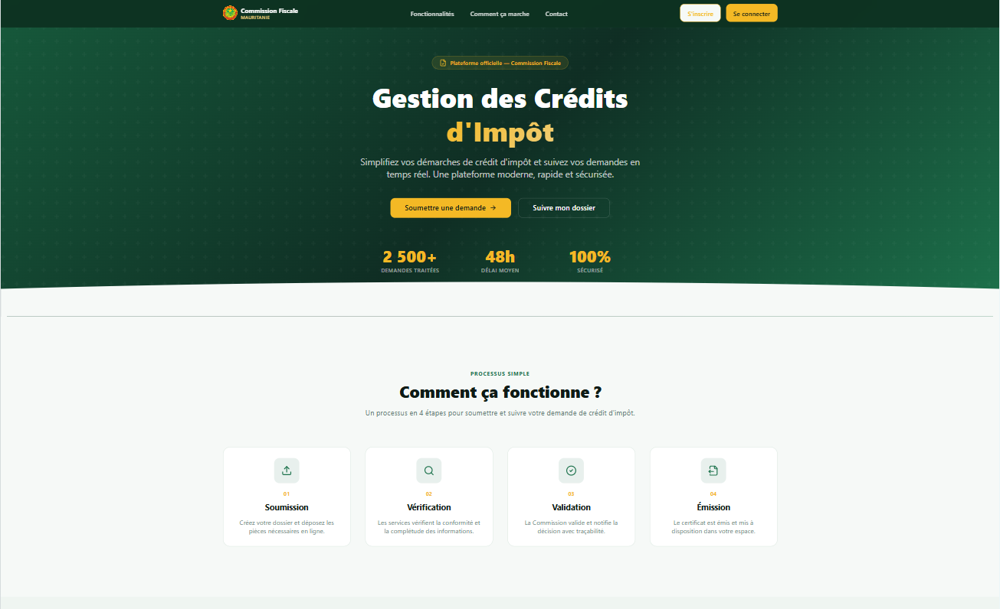 Commission Fiscale
MAURITANIE
Fonctionnalités
Comment ça marche
Contact
S'inscrire
Se connecter
Plateforme officielle — Commission Fiscale
Gestion des Crédits
d'Impôt
Simplifiez vos démarches de crédit d'impôt et suivez vos demandes en
temps réel. Une plateforme moderne, rapide et sécurisée.
Soumettre une demande →
Suivre mon dossier
2 500+
DEMANDES TRAITÉES
48h
DÉLAI MOYEN
100%
SÉCURISÉ
PROCESSUS SIMPLE
Comment ça fonctionne ?
Un processus en 4 étapes pour soumettre et suivre votre demande de crédit d'impôt.
01
Soumission
Créez votre dossier et déposez les
pièces nécessaires en ligne.
02
Vérification
Les services vérifient la conformité et
la complétude des informations.
03
Validation
La Commission valide et notifie la
décision avec traçabilité.
04
Émission
Le certificat est émis et mis à
disposition dans votre espace.